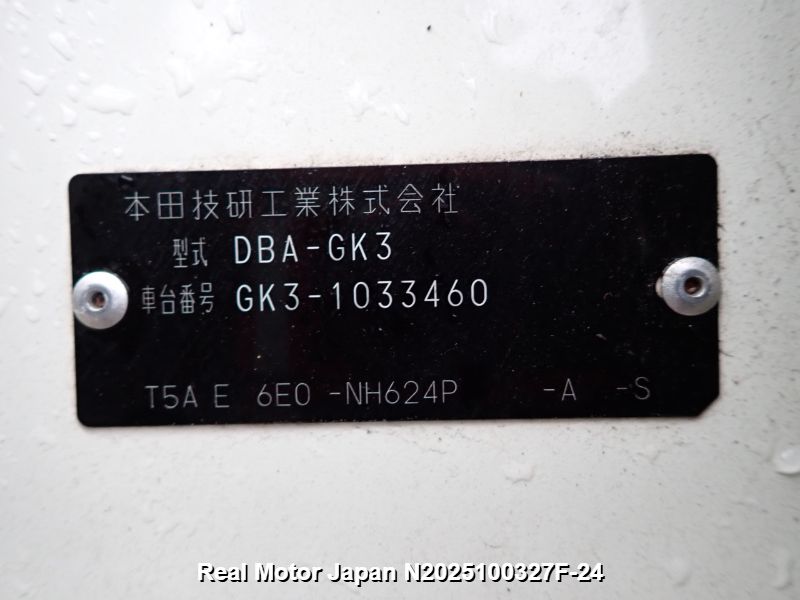 本田技研工業株式会社
型式 DBA-GK3
車台番号 GK3-1033460
T5A E 6E0 -NH624P -A -S
Real Motor Japan N2025100327F-24